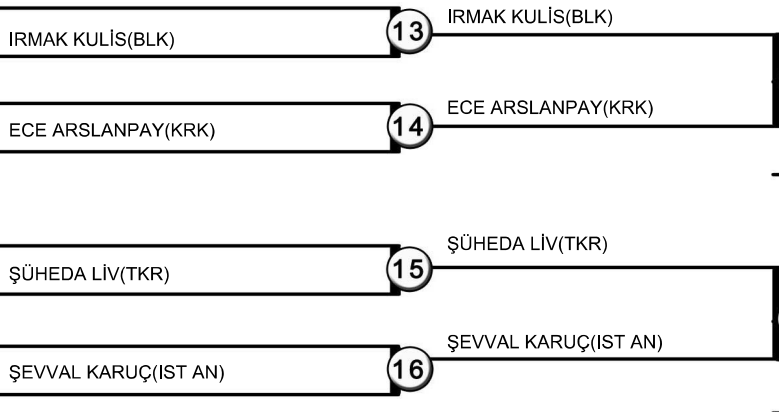 IRMAK KULİS(BLK)
13
IRMAK KULİS(BLK)
ECE ARSLANPAY(KRK)
14
ECE ARSLANPAY(KRK)
ŞÜHEDA LİV(TKR)
15
ŞÜHEDA LİV(TKR)
ŞEVVAL KARUÇ(IST AN)
16
ŞEVVAL KARUÇ(IST AN)